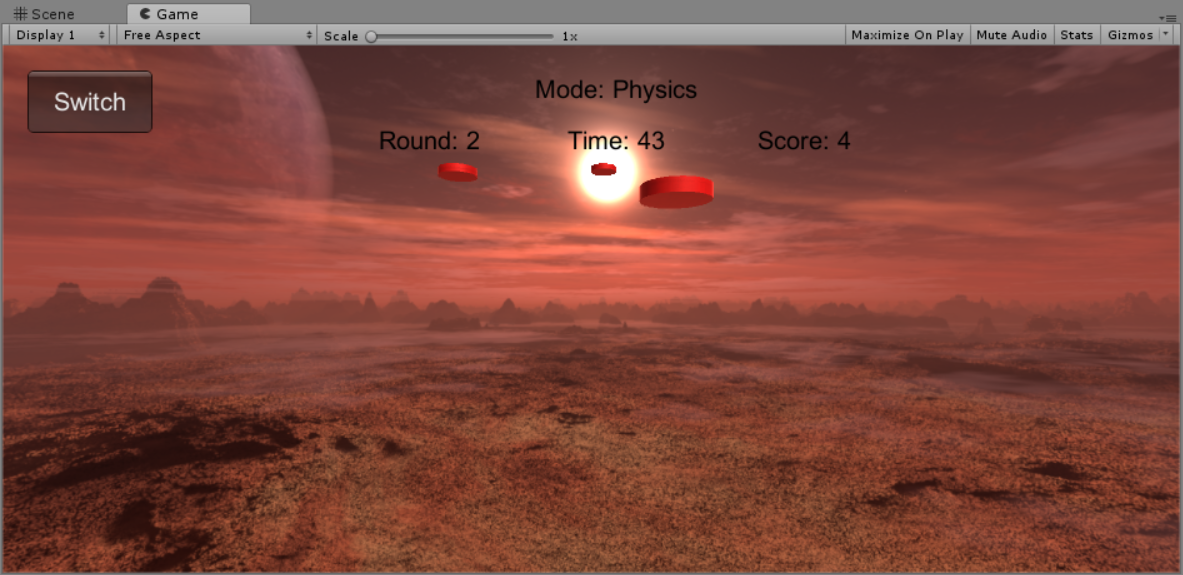 Scene Game
Display 1 Free Aspect Scale 1x Maximize On Play Mute Audio Stats Gizmos
Switch
Mode: Physics
Round: 2 Time: 43 Score: 4